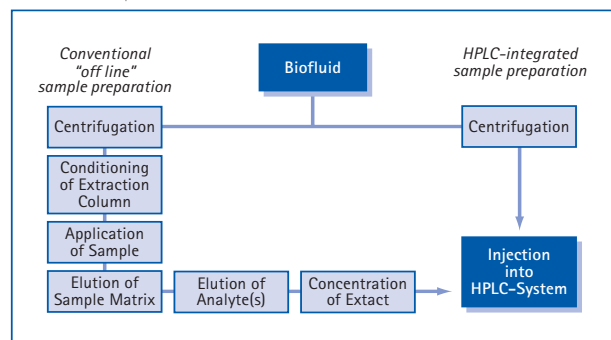 Conventional
"off line"
sample preparation
Biofluid
HPLC-integrated
sample preparation
Centrifugation
Centrifugation
Conditioning
of Extraction
Column
Application
of Sample
Elution of
Sample Matrix
Elution of
Analyte(s)
Concentration
of Extact
Injection
into
HPLC-System